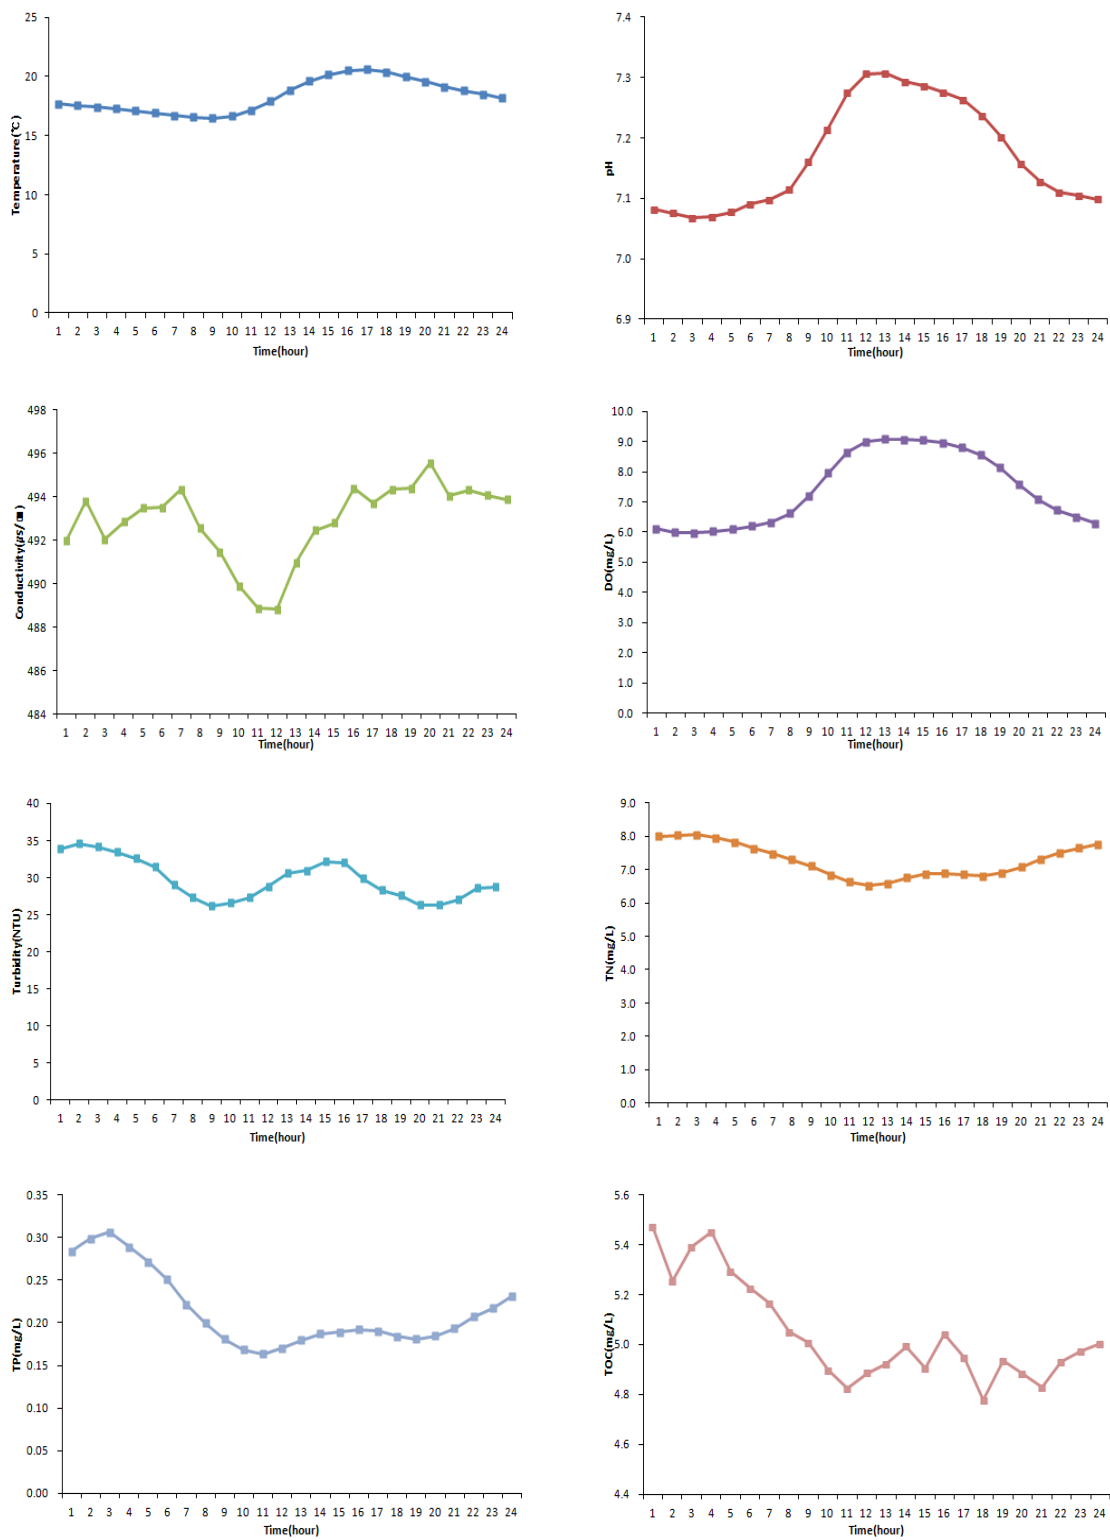 Temperature(℃)
25
20
15
10
5
0
1 2 3 4 5 6 7 8 9 10 11 12 13 14 15 16 17 18 19 20 21 22 23 24
Time(hour)
pH
7.4
7.3
7.2
7.1
7.0
6.9
1 2 3 4 5 6 7 8 9 10 11 12 13 14 15 16 17 18 19 20 21 22 23 24
Time(hour)
Conductivity(㎲/㎝)
498
496
494
492
490
488
486
484
1 2 3 4 5 6 7 8 9 10 11 12 13 14 15 16 17 18 19 20 21 22 23 24
Time(hour)
DO(mg/L)
10.0
9.0
8.0
7.0
6.0
5.0
4.0
3.0
2.0
1.0
0.0
1 2 3 4 5 6 7 8 9 10 11 12 13 14 15 16 17 18 19 20 21 22 23 24
Time(hour)
Turbidity(NTU)
40
35
30
25
20
15
10
5
0
1 2 3 4 5 6 7 8 9 10 11 12 13 14 15 16 17 18 19 20 21 22 23 24
Time(hour)
TN(mg/L)
9.0
8.0
7.0
6.0
5.0
4.0
3.0
2.0
1.0
0.0
1 2 3 4 5 6 7 8 9 10 11 12 13 14 15 16 17 18 19 20 21 22 23 24
Time(hour)
TP(mg/L)
0.35
0.30
0.25
0.20
0.15
0.10
0.05
0.00
1 2 3 4 5 6 7 8 9 10 11 12 13 14 15 16 17 18 19 20 21 22 23 24
Time(hour)
TOC(mg/L)
5.6
5.4
5.2
5.0
4.8
4.6
4.4
1 2 3 4 5 6 7 8 9 10 11 12 13 14 15 16 17 18 19 20 21 22 23 24
Time(hour)